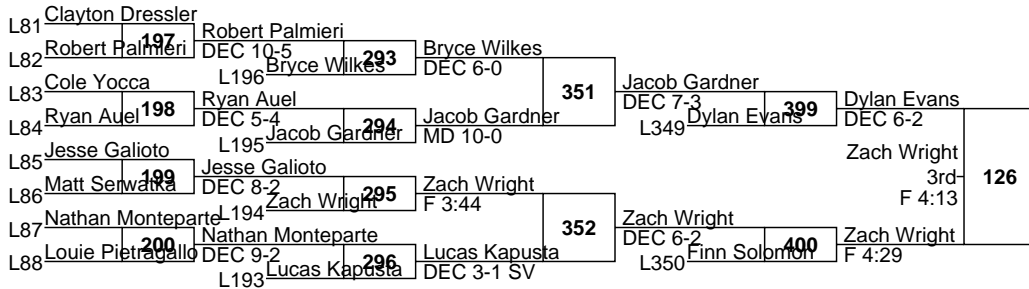 L81 Clayton Dressler
197 Robert Palmieri
L82 Robert Palmieri DEC 10-5
293 Bryce Wilkes
L196 Bryce Wilkes DEC 6-0
L83 Cole Yocca
351 Jacob Gardner
198 Ryan Auel DEC 7-3
399 Dylan Evans
L84 Ryan Auel DEC 5-4
294 Jacob Gardner
L349 Dylan Evans DEC 6-2
L195 Jacob Gardner MD 10-0
L85 Jesse Galioto
Zach Wright
199 Jesse Galioto
3rd 126
L86 Matt Serwatka DEC 8-2
295 Zach Wright
F 4:13
L194 Zach Wright F 3:44
L87 Nathan Monteparte
352 Zach Wright
200 Nathan Monteparte DEC 6-2
400 Zach Wright
L88 Louie Pietragallo DEC 9-2
296 Lucas Kapusta
L350 Finn Solomon F 4:29
L193 Lucas Kapusta DEC 3-1 SV